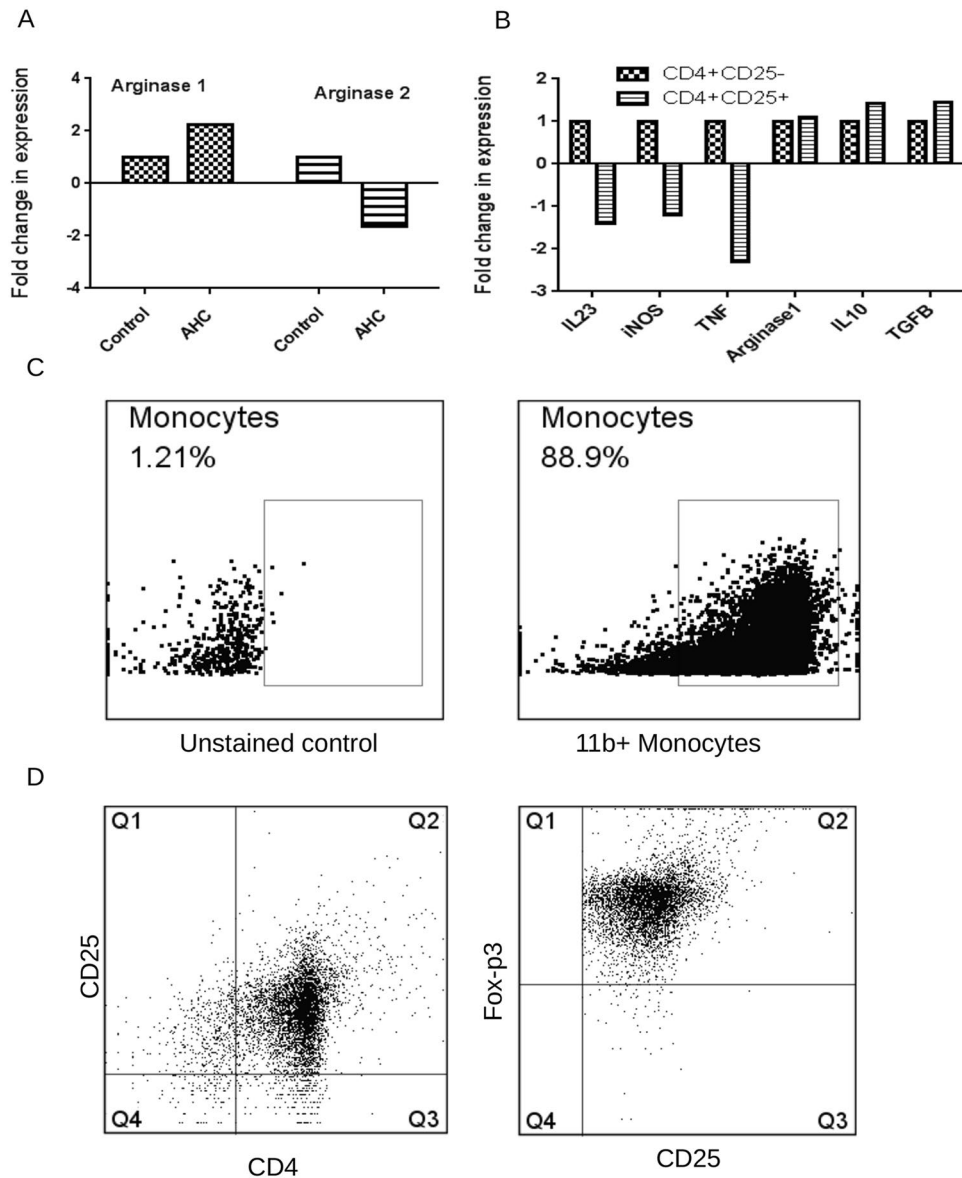 A
Fold change in expression
4
2
0
-2
-4
Arginase 1
Arginase 2
Control
AHC
Control
AHC
B
Fold change in expression
2
1
0
-1
-2
-3
CD4+CD25-
CD4+CD25+
IL23
iNOS
TNF
Arginase1
IL10
TGFB
C
Monocytes
1.21%
Unstained control
Monocytes
88.9%
11b+ Monocytes
D
Q1
Q2
CD25
Q4
Q3
CD4
Q1
Q2
Fox-p3
Q4
Q3
CD25